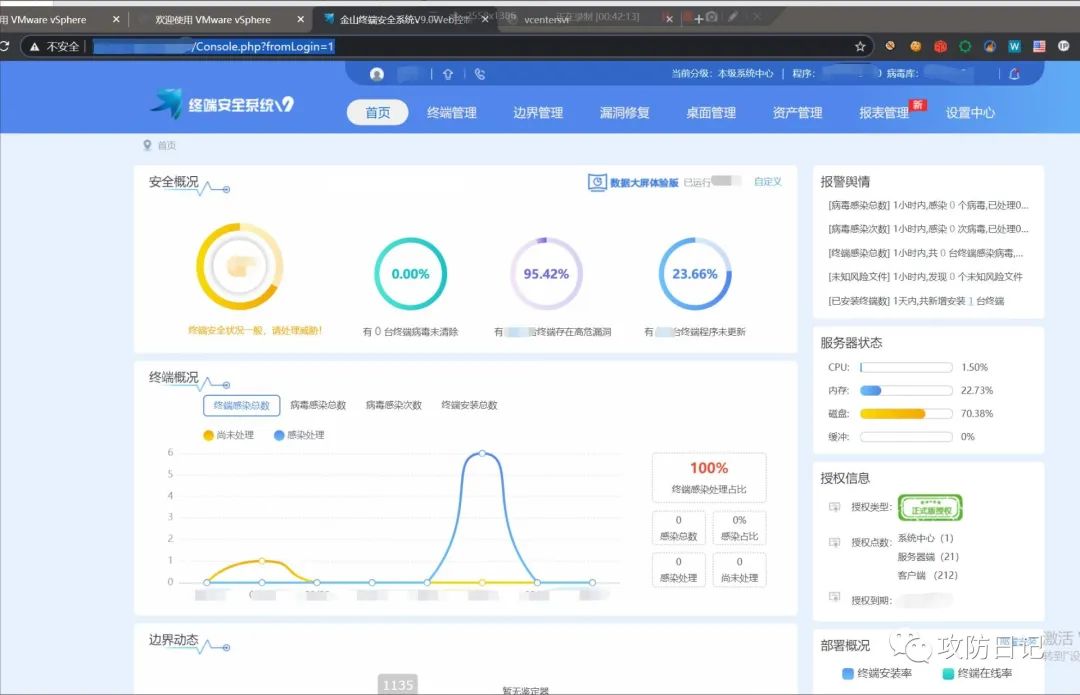 用 VMware vSphere
欢迎使用 VMware vSphere
金山终端安全系统V9.0Web控制
vcentersvr
正在录制 [00:42:13]
不安全
/Console.php?fromLogin=1
当前分级: 本级系统中心
程序:
病毒库:
终端安全系统V9
首页
终端管理
边界管理
漏洞修复
桌面管理
资产管理
报表管理
新
设置中心
首页
安全概况
数据大屏体验版
已运行
自定义
0.00%
95.42%
23.66%
终端安全状况一般，请处理威胁!
有 0 台终端病毒未清除
有
台终端存在高危漏洞
有
台终端程序未更新
终端概况
终端感染总数
病毒感染总数
病毒感染次数
终端安装总数
尚未处理
感染处理
6
5
4
3
2
1
0
100%
终端感染处理占比
0
感染总数
0%
感染占比
0
感染处理
0
尚未处理
边界动态
1135
暂无鉴定器
报警舆情
[病毒感染总数] 1小时内,感染 0 个病毒,已处理0...
[病毒感染次数] 1小时内,感染 0 次病毒,已处理0...
[终端感染总数] 1小时内,共 0 台终端感染病毒,...
[未知风险文件] 1小时内,发现 0 个未知风险文件
[已安装终端数] 1天内,共新增安装 1 台终端
服务器状态
CPU:
1.50%
内存:
22.73%
磁盘:
70.38%
缓冲:
0%
授权信息
授权类型:
正式版授权
授权点数:
系统中心 (1)
服务器端 (21)
客户端 (212)
授权到期:
部署概况
终端安装率
终端在线率
攻防日记
激活
转到"设